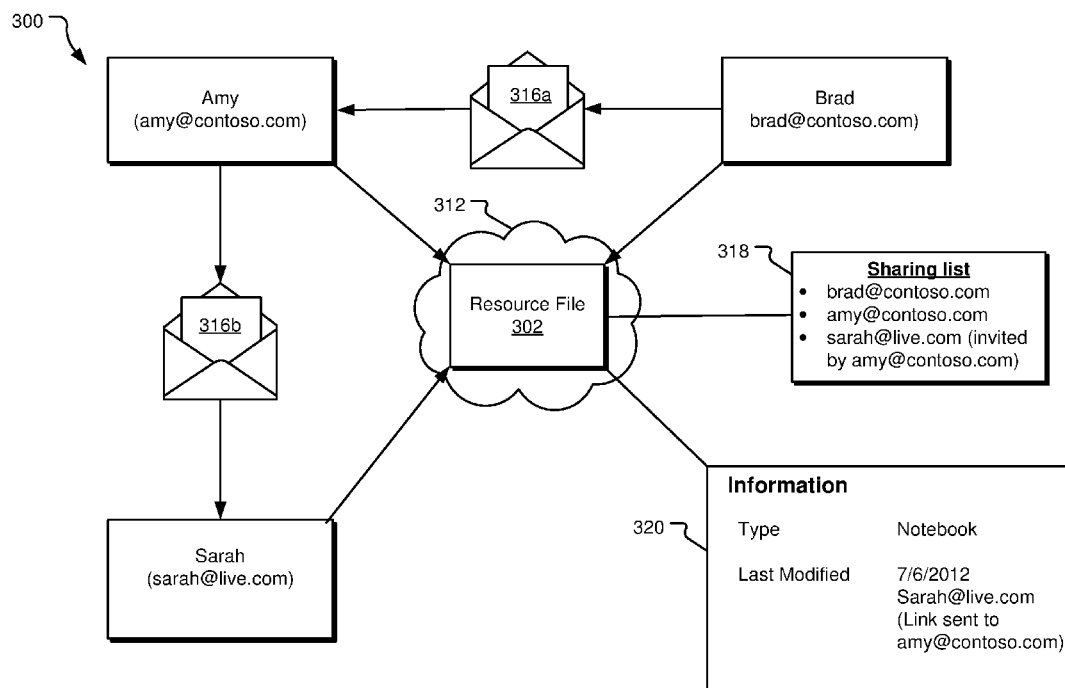 300
Amy
(amy@contoso.com)
316a
Brad
brad@contoso.com)
312
318
Sharing list
• brad@contoso.com
• amy@contoso.com
• sarah@live.com (invited
by amy@contoso.com)
Resource File
302
316b
Sarah
(sarah@live.com)
320
Information
Type Notebook
Last Modified 7/6/2012
Sarah@live.com
(Link sent to
amy@contoso.com)